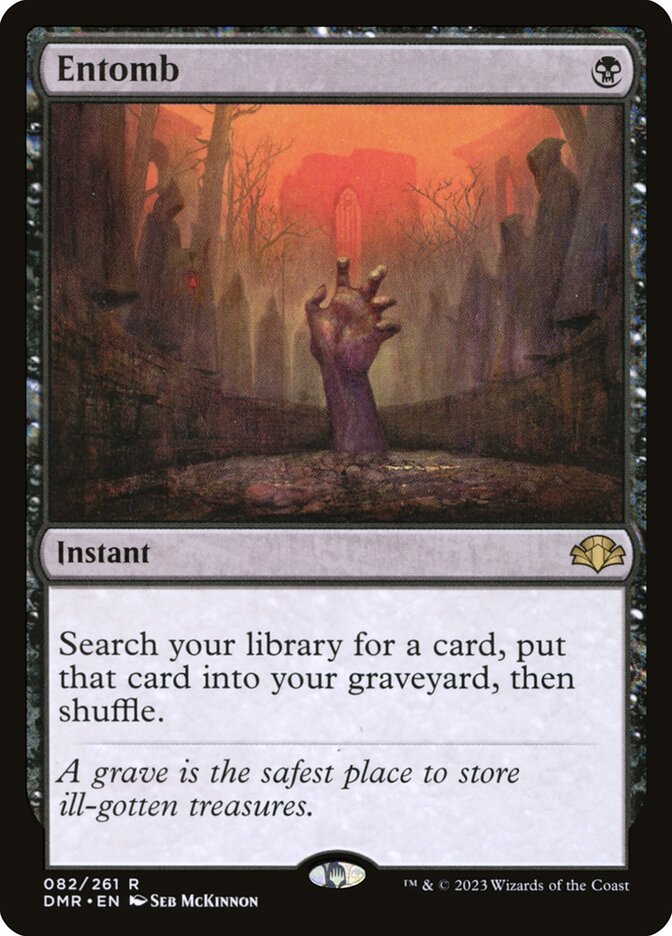 Entomb
Instant
Search your library for a card, put
that card into your graveyard, then
shuffle.
A grave is the safest place to store
ill-gotten treasures.
082/261 R
DMR • EN Seb McKinnon
™ & © 2023 Wizards of the Coast